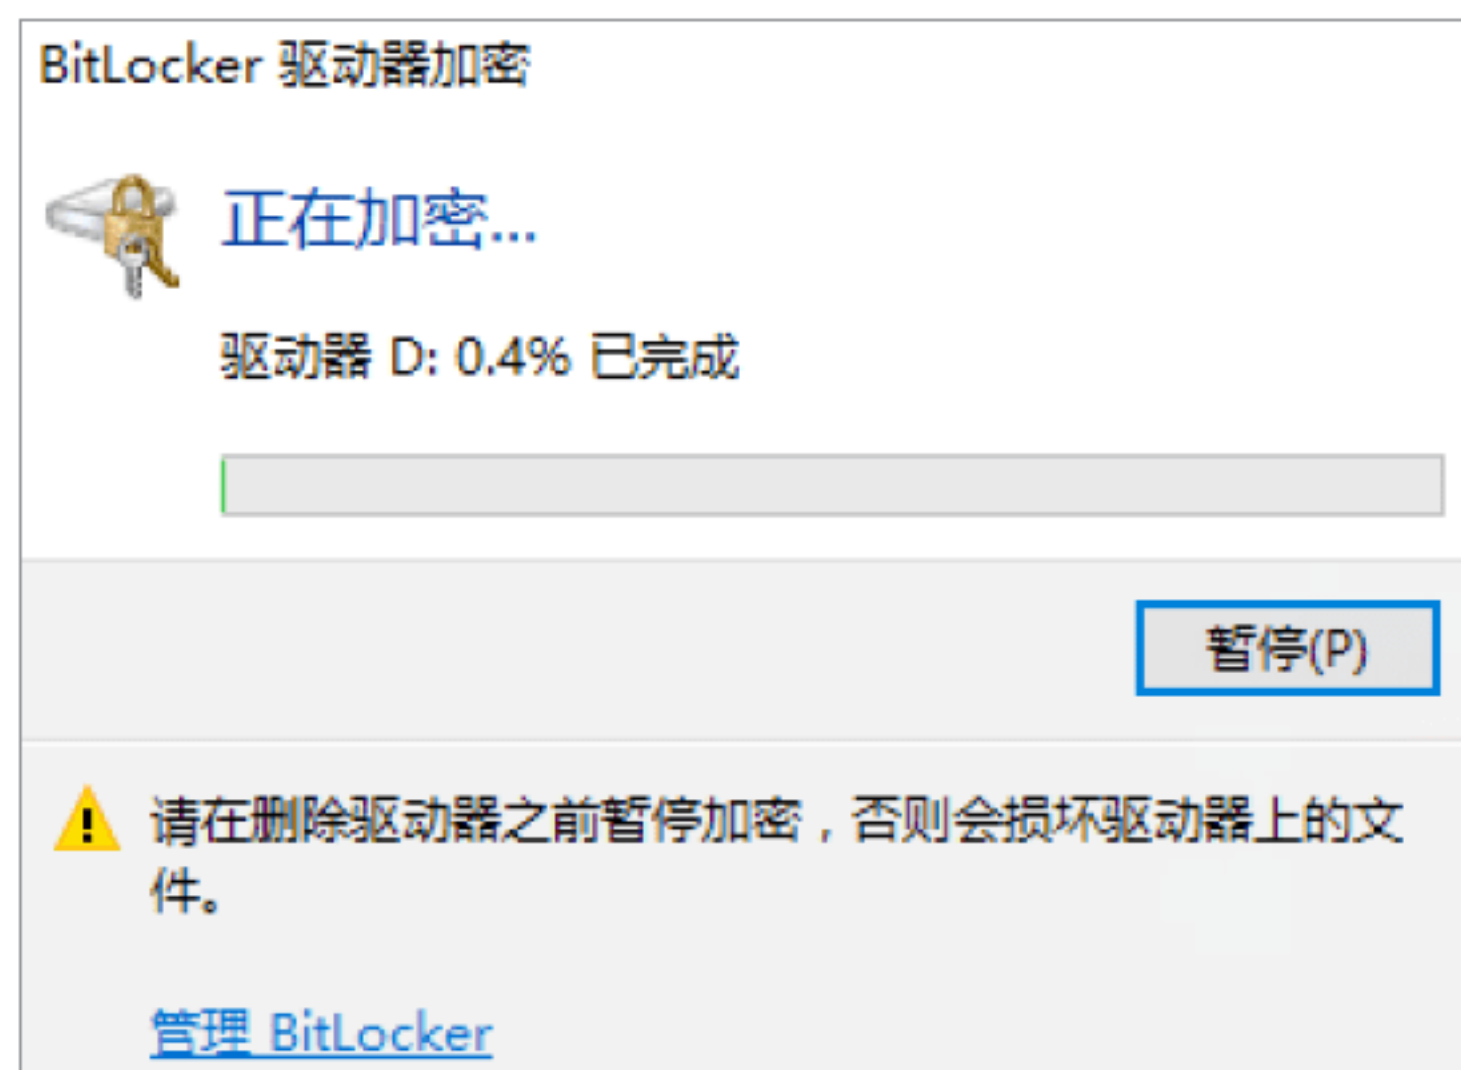 BitLocker 驱动器加密
正在加密...
驱动器 D: 0.4% 已完成
暂停(P)
请在删除驱动器之前暂停加密，否则会损坏驱动器上的文
件。
管理 BitLocker